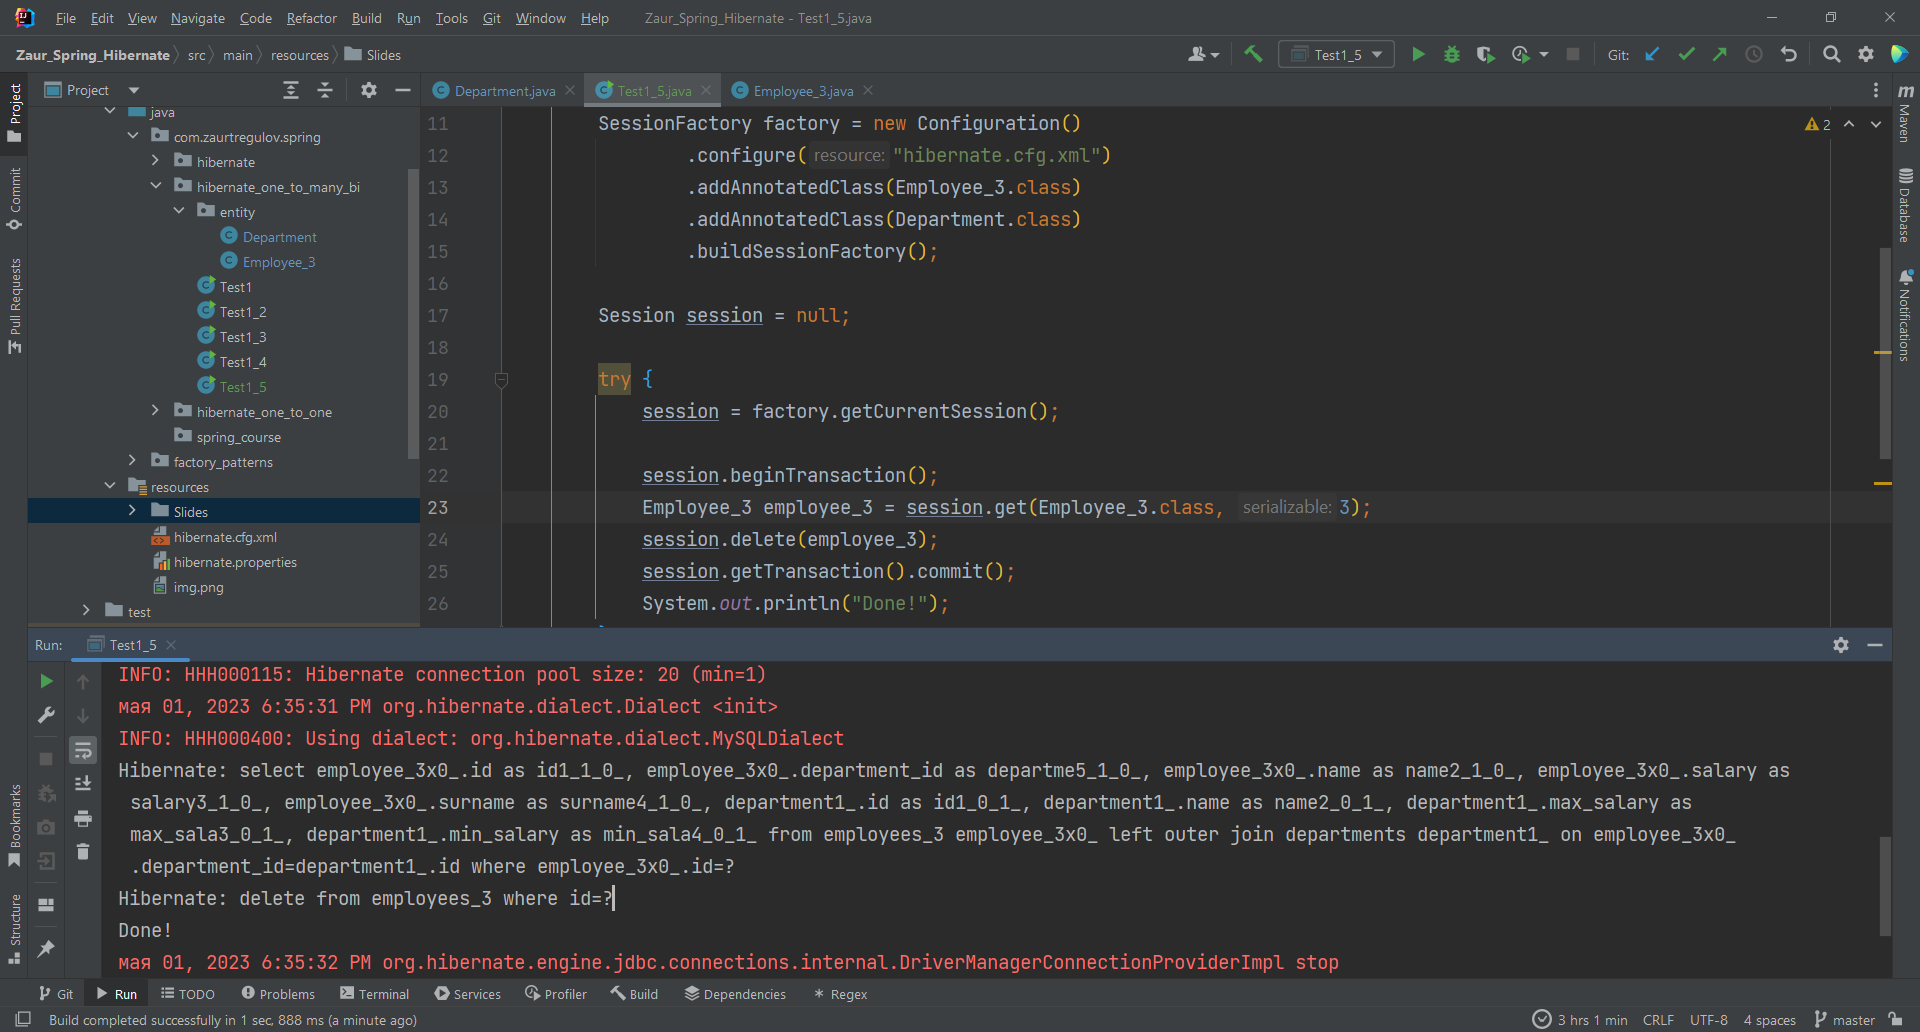 File Edit View Navigate Code Refactor Build Run Tools Git Window Help Zaur_Spring_Hibernate - Test1_5.java
Zaur_Spring_Hibernate src main resources Slides Test1_5 Git:
Project
Department.java Test1_5.java Employee_3.java
java
com.zaurtregulov.spring
hibernate
hibernate_one_to_many_bi
entity
Department
Employee_3
Test1
Test1_2
Test1_3
Test1_4
Test1_5
hibernate_one_to_one
spring_course
factory_patterns
resources
Slides
hibernate.cfg.xml
hibernate.properties
img.png
test
Project
Commit
Pull Requests
Bookmarks
Structure
11 SessionFactory factory = new Configuration()
12 .configure( resource: "hibernate.cfg.xml")
13 .addAnnotatedClass(Employee_3.class)
14 .addAnnotatedClass(Department.class)
15 .buildSessionFactory();
16
17 Session session = null;
18
19 try {
20 session = factory.getCurrentSession();
21
22 session.beginTransaction();
23 Employee_3 employee_3 = session.get(Employee_3.class, serializable: 3);
24 session.delete(employee_3);
25 session.getTransaction().commit();
26 System.out.println("Done!");
2
m
Maven
Database
Notifications
Run: Test1_5
INFO: HHH000115: Hibernate connection pool size: 20 (min=1)
мая 01, 2023 6:35:31 PM org.hibernate.dialect.Dialect <init>
INFO: HHH000400: Using dialect: org.hibernate.dialect.MySQLDialect
Hibernate: select employee_3x0_.id as id1_1_0_, employee_3x0_.department_id as departme5_1_0_, employee_3x0_.name as name2_1_0_, employee_3x0_.salary as
salary3_1_0_, employee_3x0_.surname as surname4_1_0_, department1_.id as id1_0_1_, department1_.name as name2_0_1_, department1_.max_salary as
max_sala3_0_1_, department1_.min_salary as min_sala4_0_1_ from employees_3 employee_3x0_ left outer join departments department1_ on employee_3x0_
.department_id=department1_.id where employee_3x0_.id=?
Hibernate: delete from employees_3 where id=?
Done!
мая 01, 2023 6:35:32 PM org.hibernate.engine.jdbc.connections.internal.DriverManagerConnectionProviderImpl stop
Git Run TODO Problems Terminal Services Profiler Build Dependencies Regex
Build completed successfully in 1 sec, 888 ms (a minute ago) 3 hrs 1 min CRLF UTF-8 4 spaces master